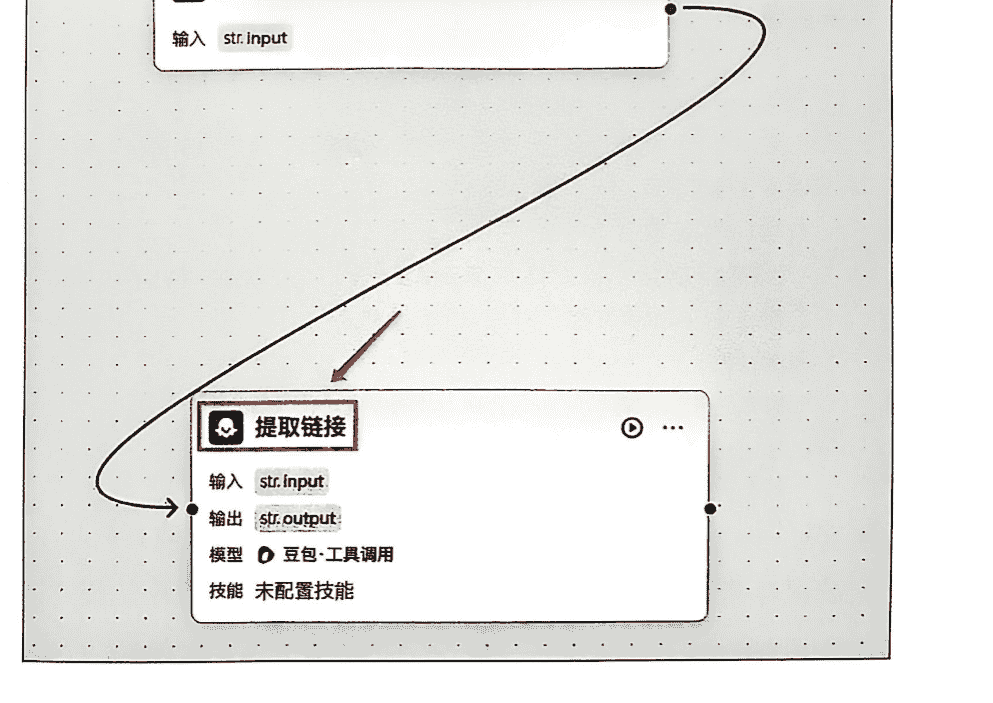 输入 str.input
提取链接
输入 str.input
输出 str.output
模型 豆包·工具调用
技能 未配置技能